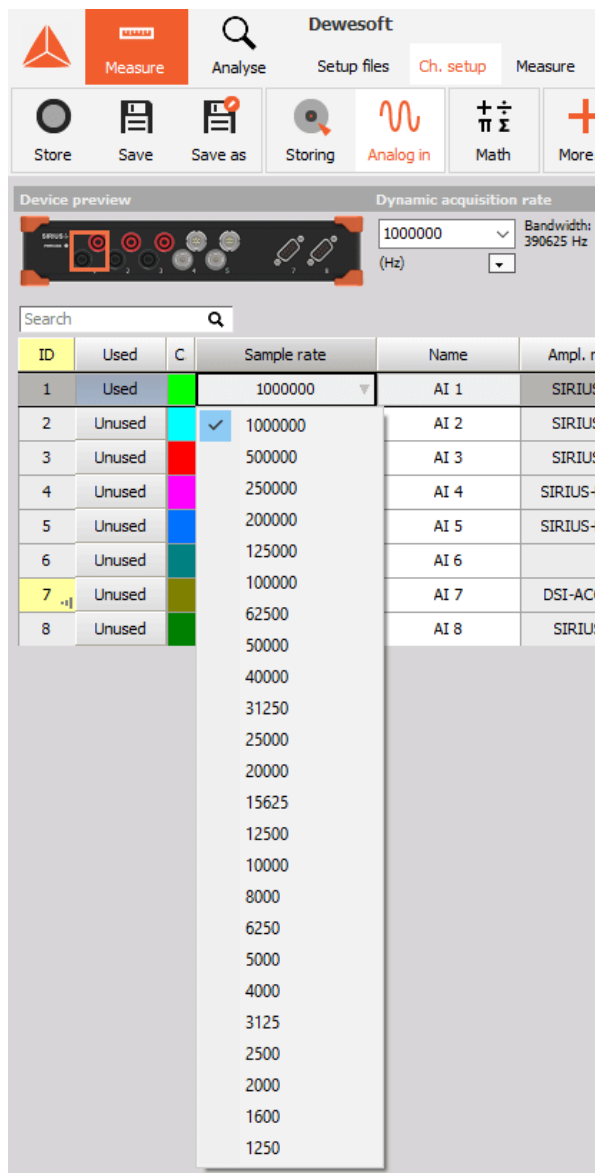 Dewesoft
Measure Analyse Setup files Ch. setup Measure
Store Save Save as Storing Analog in Math More
Device preview Dynamic acquisition rate
1000000 Bandwidth:
390625 Hz
(Hz)
Search
ID Used C Sample rate Name Ampl.
1 Used 1000000 AI 1 SIRIUS
2 Unused 1000000 AI 2 SIRIUS
3 Unused 500000 AI 3 SIRIUS
4 Unused 250000 AI 4 SIRIUS-
5 Unused 200000 AI 5 SIRIUS-
6 Unused 125000 AI 6
7 Unused 100000 AI 7 DSI-AC
8 Unused 62500 AI 8 SIRIUS
50000
40000
31250
25000
20000
15625
12500
10000
8000
6250
5000
4000
3125
2500
2000
1600
1250